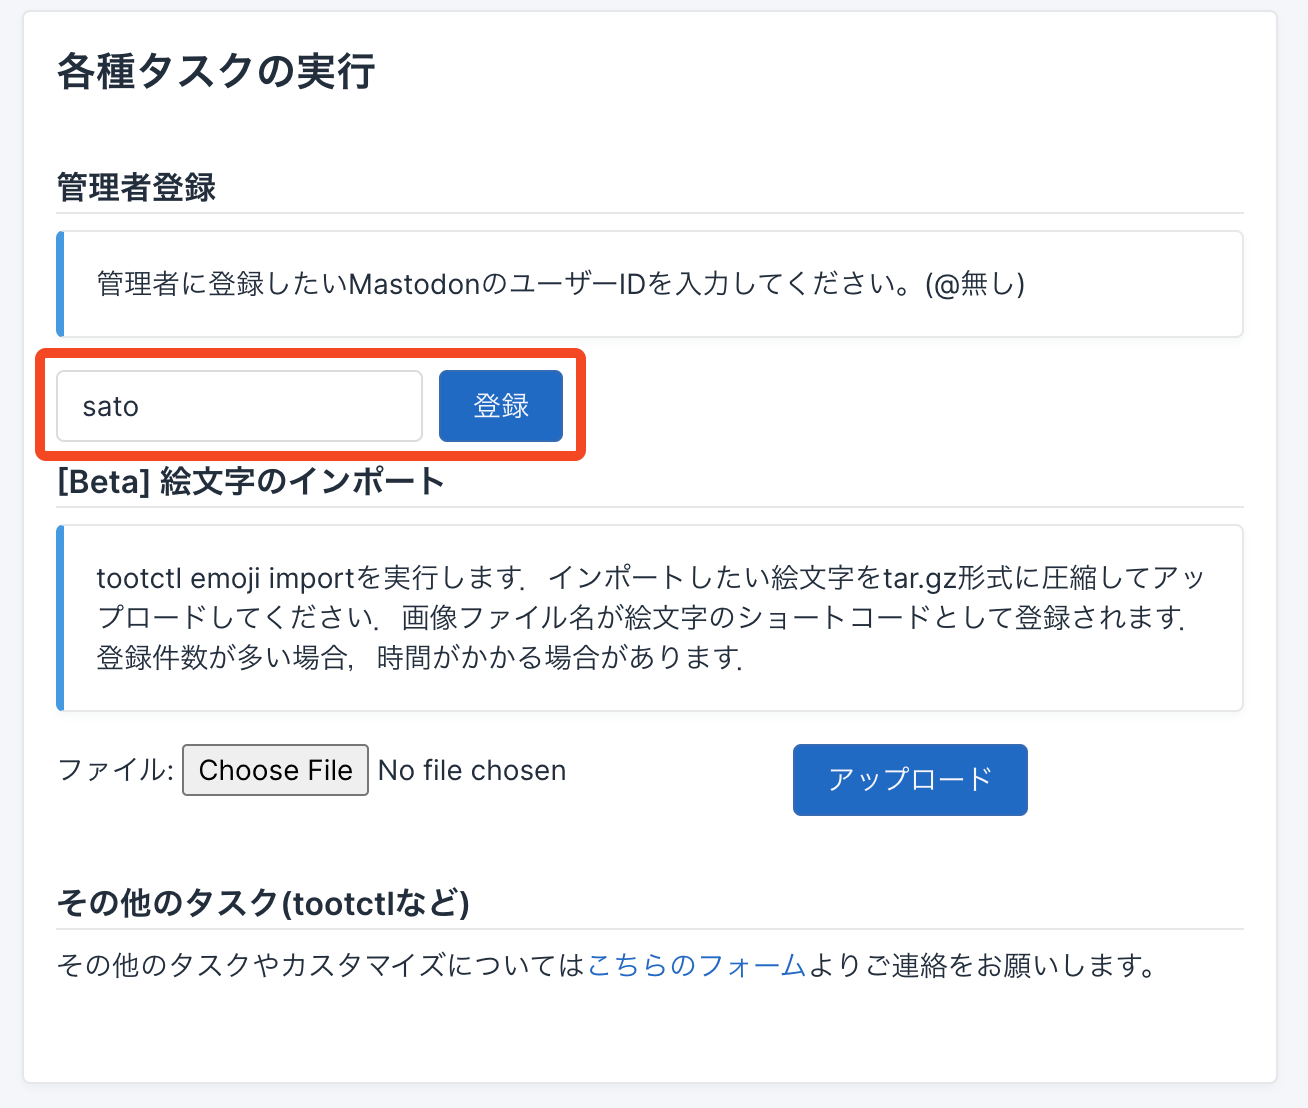 各種タスクの実行
管理者登録
管理者に登録したいMastodonのユーザーIDを入力してください。(@無し)
sato 登録
[Beta] 絵文字のインポート
tootctl emoji importを実行します．インポートしたい絵文字をtar.gz形式に圧縮してアッ
プロードしてください．画像ファイル名が絵文字のショートコードとして登録されます．
登録件数が多い場合，時間がかかる場合があります．
ファイル: Choose File No file chosen アップロード
その他のタスク(tootctlなど)
その他のタスクやカスタマイズについてはこちらのフォームよりご連絡をお願いします。